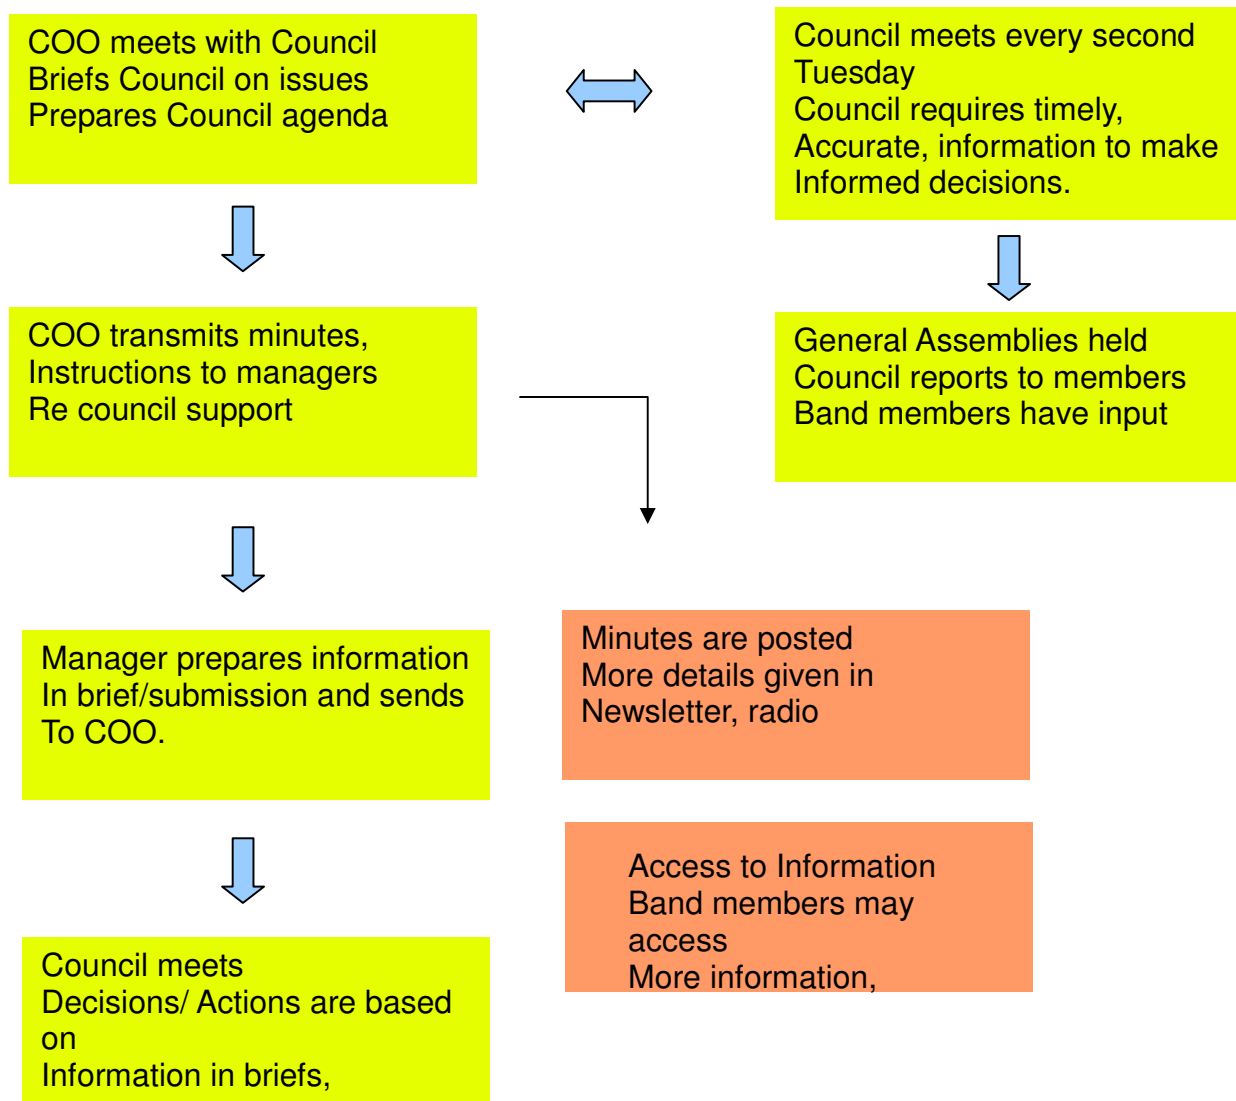 COO meets with Council
Briefs Council on issues
Prepares Council agenda
Council meets every second
Tuesday
Council requires timely,
Accurate, information to make
Informed decisions.
COO transmits minutes,
Instructions to managers
Re council support
General Assemblies held
Council reports to members
Band members have input
Manager prepares information
In brief/submission and sends
To COO.
Minutes are posted
More details given in
Newsletter, radio
Access to Information
Band members may
access
More information,
Council meets
Decisions/ Actions are based
on
Information in briefs,